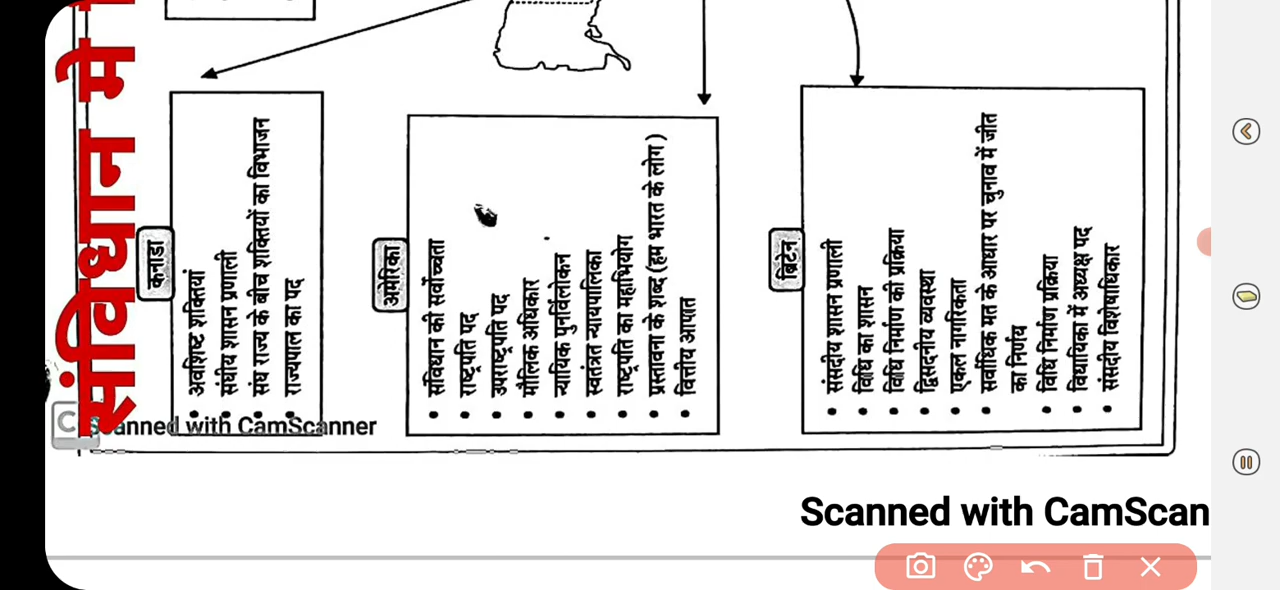 संविधान मे
कनाडा
• अवशिष्ट शक्तियां
• संघीय शासन प्रणाली
• संघ राज्य के बीच शक्तियों का विभाजन
• राज्यपाल का पद
अमेरिका
• संविधान की सर्वोच्चता
• राष्ट्रपति पद
• उपराष्ट्रपति पद
• मौलिक अधिकार
• न्यायिक पुनर्विलोकन
• स्वतंत्रत न्यायपालिका
• राष्ट्रपति का महाभियोग
• प्रस्तावना के शब्द (हम भारत के लोग )
• वित्तीय आपात
ब्रिटेन
• संसदीय शासन प्रणाली
• विधि का शासन
• विधि निर्माण की प्रक्रिया
• द्विसदनीय व्यवस्था
• एकल नागरिकता
• सर्वाधिक मत के आधार पर चुनाव में जीत
का निर्णय
• विधि निर्माण प्रक्रिया
• विधायिका में अध्यक्ष पद
• संसदीय विशेषाधिकार
Scanned with CamScanner
Scanned with CamScan